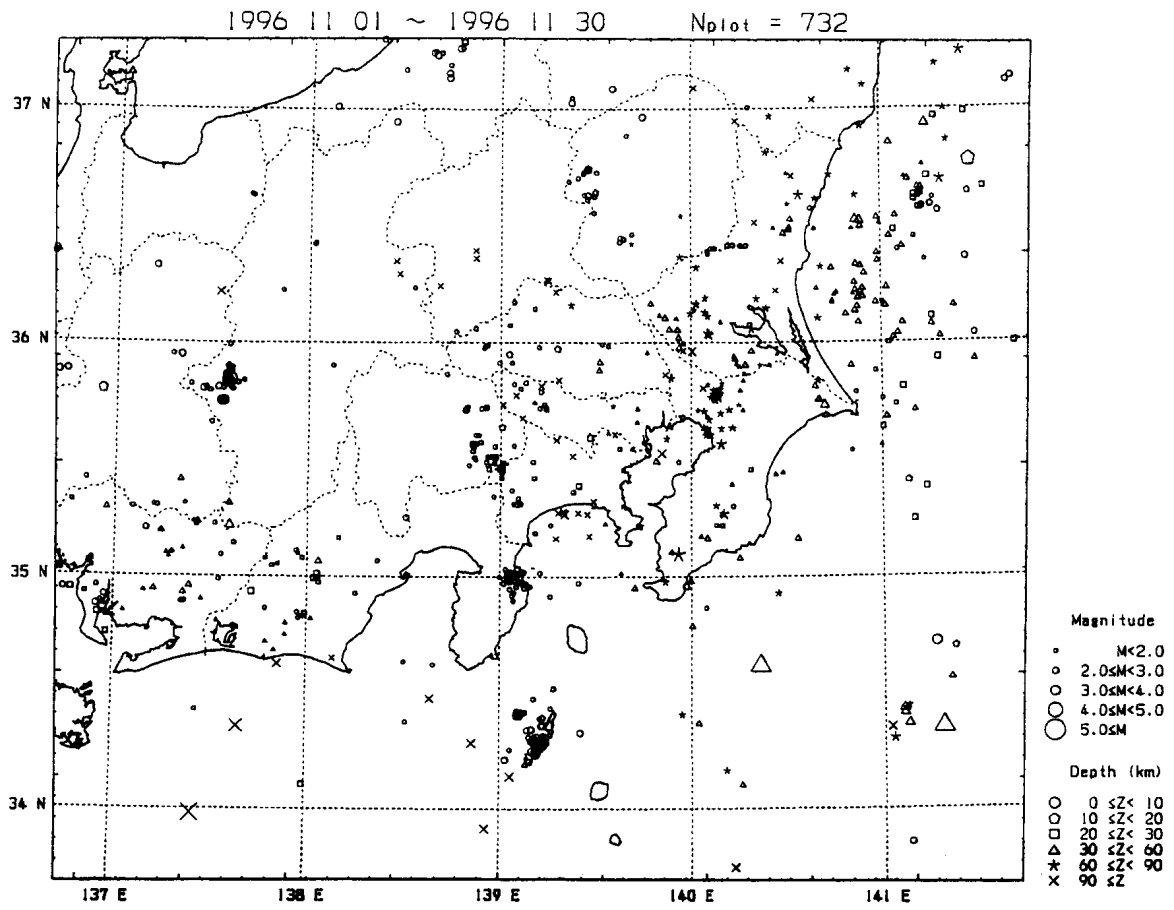 1996 11 01 ~ 1996 11 30 Nplot = 732
37 N
36 N
35 N
34 N
137 E 138 E 139 E 140 E 141 E
Magnitude
M<2.0
2.0≤M<3.0
3.0≤M<4.0
4.0≤M<5.0
5.0≤M
Depth (km)
0 ≤Z< 10
10 ≤Z< 20
20 ≤Z< 30
30 ≤Z< 60
60 ≤Z< 90
90 ≤Z